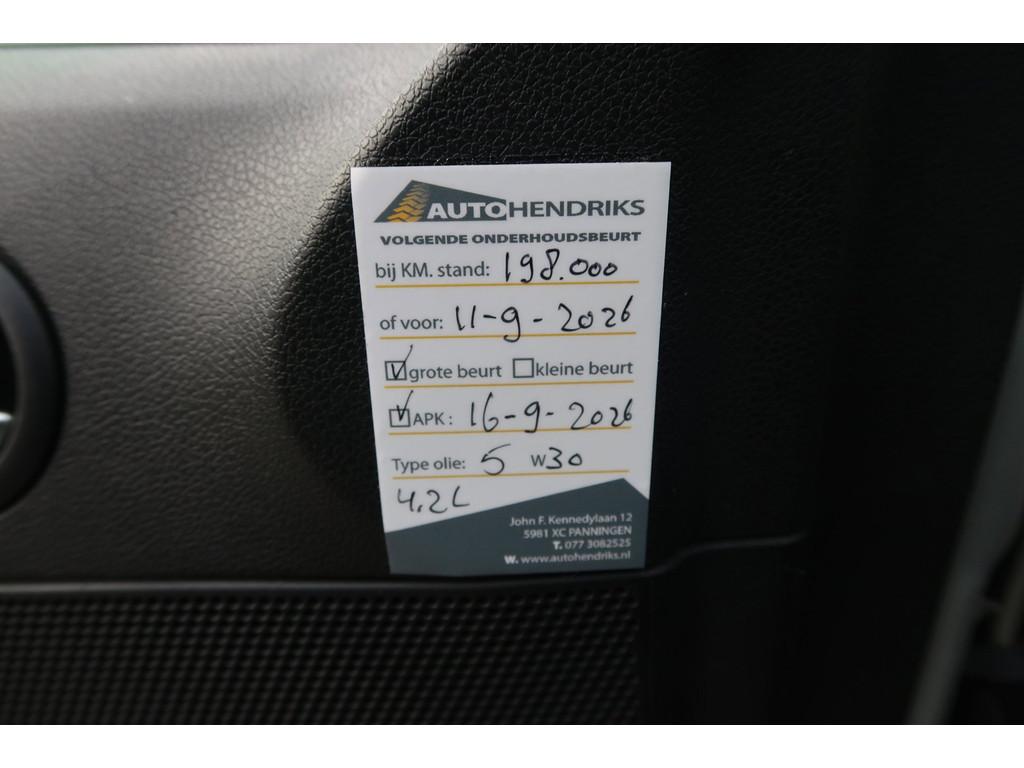 AUTOHENDRIKS
VOLGENDE ONDERHOUDSBEURT
bij KM. stand: 198.000
of voor: 11-9-2026
grote beurt kleine beurt
APK: 16-9-2026
Type olie: 5 W30
4,2L
John F. Kennedylaan 12
5981 XC PANNINGEN
T. 077 3082525
W. www.autohendriks.nl